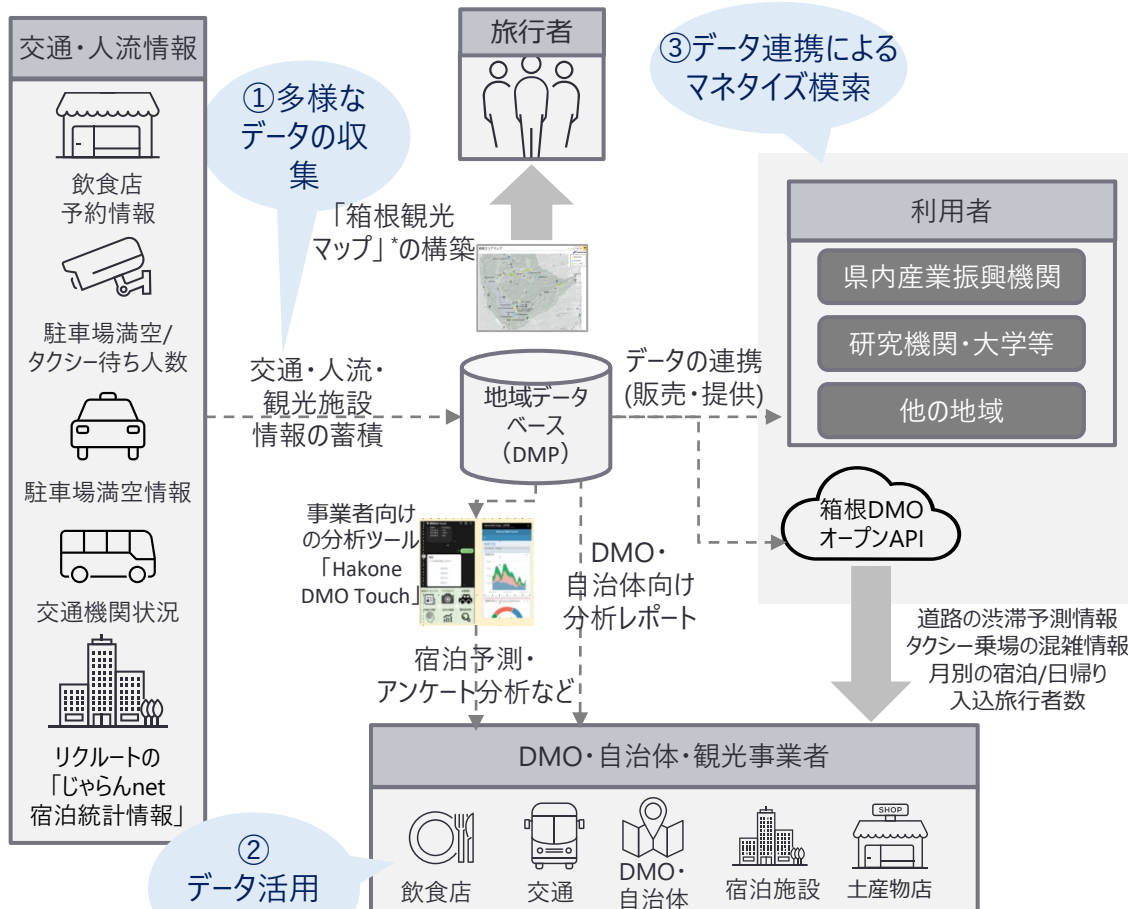 交通・人流情報
飲食店
予約情報
駐車場満空/
タクシー待ち人数
駐車場満空情報
交通機関状況
リクルートの
「じゃらんnet
宿泊統計情報」
①多様な
データの収
集
旅行者
「箱根観光
マップ」*の構築
③データ連携による
マネタイズ模索
利用者
県内産業振興機関
研究機関・大学等
他の地域
交通・人流・
観光施設
情報の蓄積
地域データ
ベース
（DMP）
データの連携
(販売・提供)
箱根DMO
オープンAPI
事業者向け
の分析ツール
「Hakone
DMO Touch」
DMO・
自治体向け
分析レポート
宿泊予測・
アンケート分析など
道路の渋滞予測情報
タクシー乗場の混雑情報
月別の宿泊/日帰り
入込旅行者数
DMO・自治体・観光事業者
②
データ活用
飲食店
交通
DMO・
自治体
宿泊施設
SHOP
土産物店